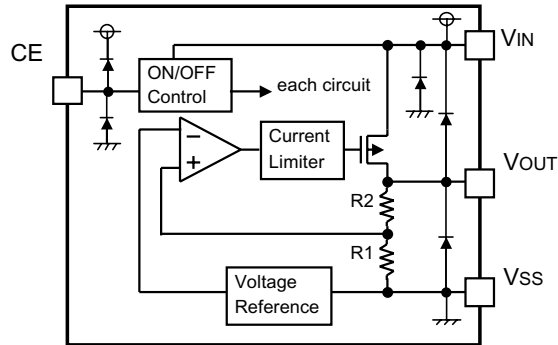 CE
VIN
ON/OFF
Control
each circuit
−
+
Current
Limiter
VOUT
R2
R1
Voltage
Reference
VSS